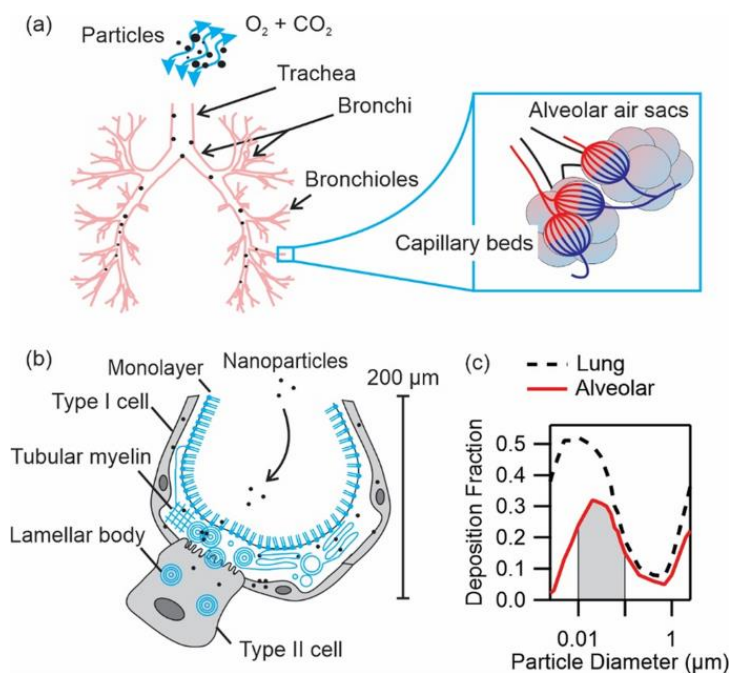 (a)
Particles
O₂ + CO₂
Trachea
Bronchi
Bronchioles
Alveolar air sacs
Capillary beds
(b)
Monolayer
Nanoparticles
Type I cell
200 µm
Tubular myelin
Lamellar body
Type II cell
(c)
Lung
Alveolar
Deposition Fraction
0.5
0.4
0.3
0.2
0.1
0.0
0.01
1
Particle Diameter (µm)